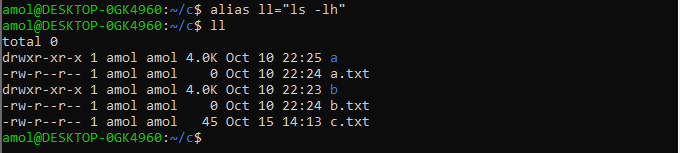 amol@DESKTOP-0GK4960:~/c$ alias ll="ls -lh"
amol@DESKTOP-0GK4960:~/c$ ll
total 0
drwxr-xr-x 1 amol amol 4.0K Oct 10 22:25 a
-rw-r--r-- 1 amol amol    0 Oct 10 22:24 a.txt
drwxr-xr-x 1 amol amol 4.0K Oct 10 22:23 b
-rw-r--r-- 1 amol amol    0 Oct 10 22:24 b.txt
-rw-r--r-- 1 amol amol   45 Oct 15 14:13 c.txt
amol@DESKTOP-0GK4960:~/c$